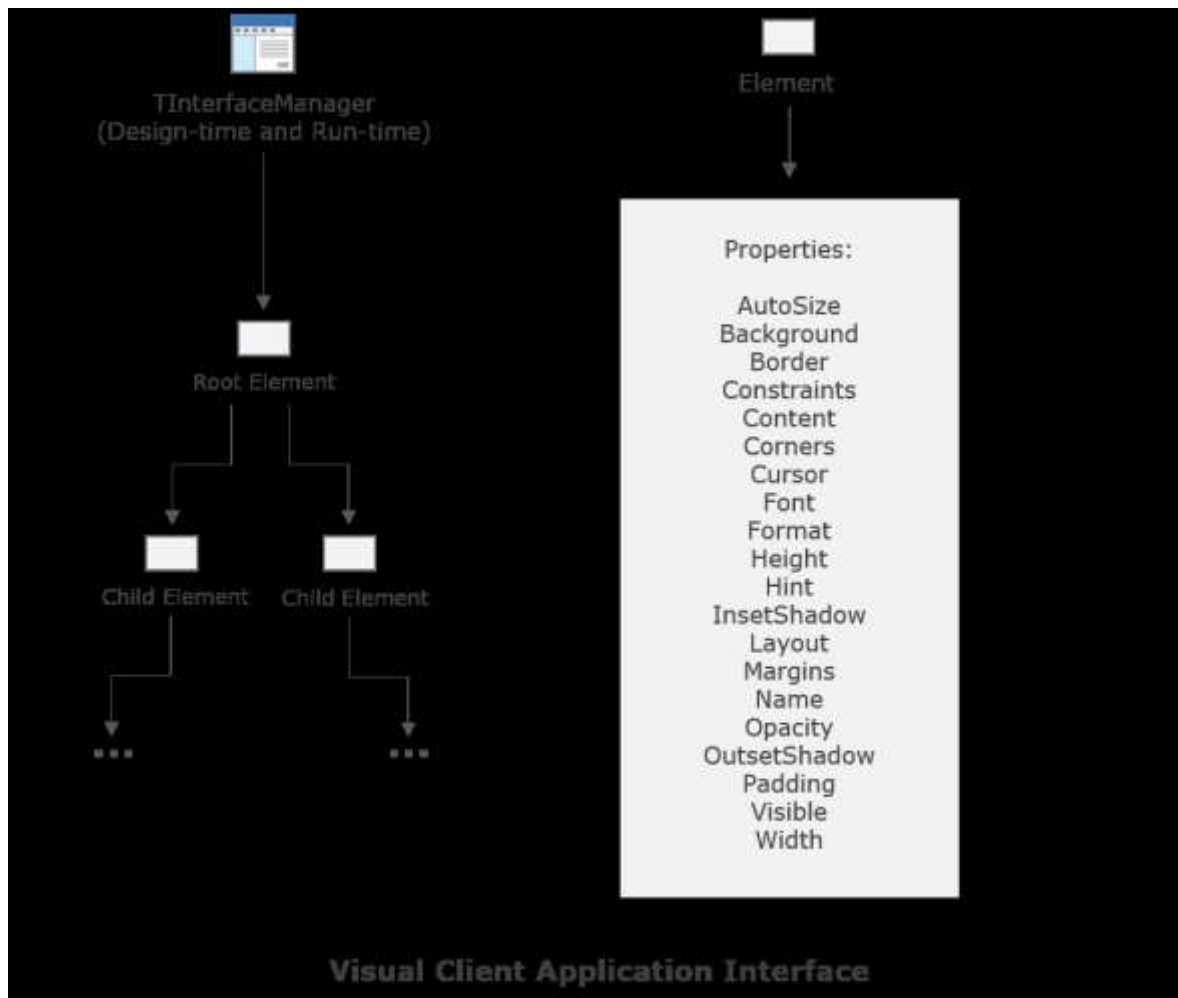 TInterfaceManager
(Design-time and Run-time)
Root Element
Child Element
Child Element
Element
Properties:
AutoSize
Background
Border
Constraints
Content
Corners
Cursor
Font
Format
Height
Hint
InsetShadow
Layout
Margins
Name
Opacity
OutsetShadow
Padding
Visible
Width
Visual Client Application Interface